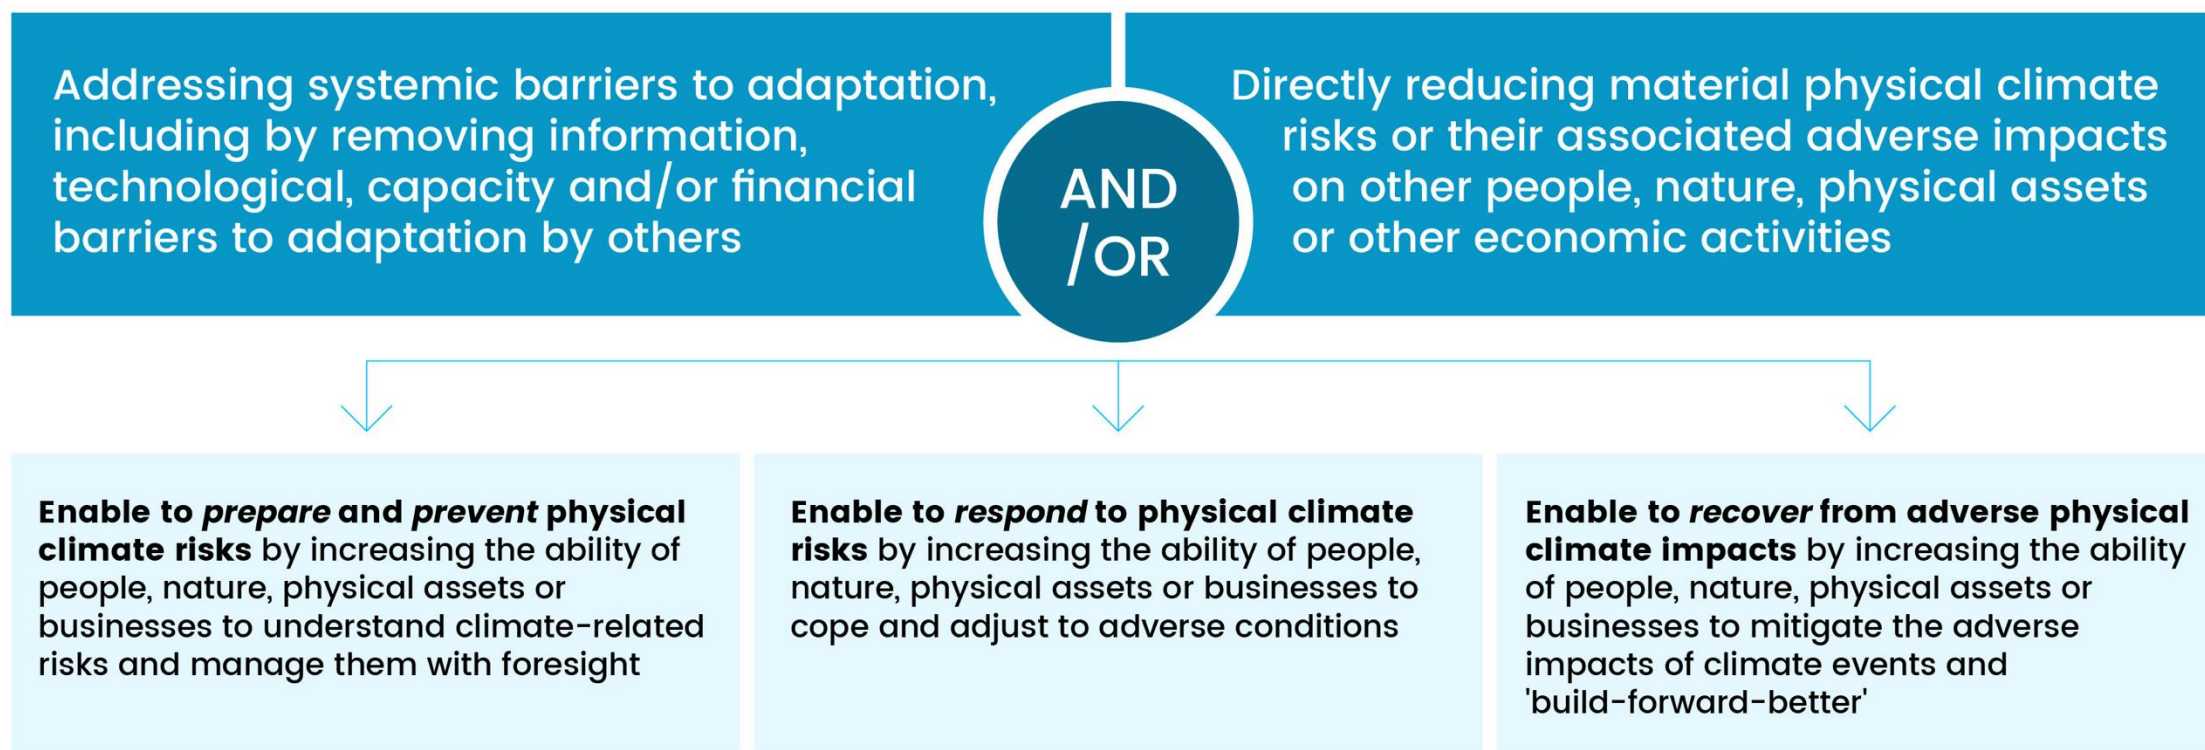 Addressing systemic barriers to adaptation,
including by removing information,
technological, capacity and/or financial
barriers to adaptation by others
AND
/OR
Directly reducing material physical climate
risks or their associated adverse impacts
on other people, nature, physical assets
or other economic activities
Enable to prepare and prevent physical
climate risks by increasing the ability of
people, nature, physical assets or
businesses to understand climate-related
risks and manage them with foresight
Enable to respond to physical climate
risks by increasing the ability of people,
nature, physical assets or businesses to
cope and adjust to adverse conditions
Enable to recover from adverse physical
climate impacts by increasing the ability
of people, nature, physical assets or
businesses to mitigate the adverse
impacts of climate events and
'build-forward-better'